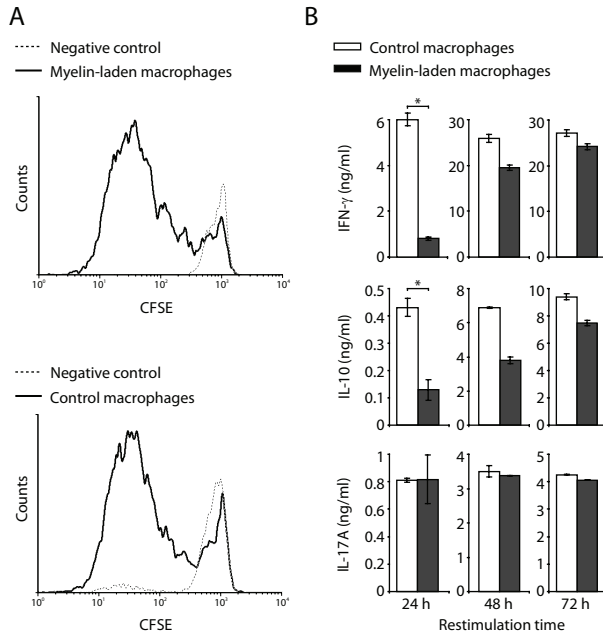 A
Negative control
Myelin-laden macrophages
Counts
10⁰ 10¹ 10² 10³ 10⁴
CFSE
Negative control
Control macrophages
Counts
10⁰ 10¹ 10² 10³ 10⁴
CFSE
B
Control macrophages
Myelin-laden macrophages
IFN-γ (ng/ml)
6
4
2
0
*
30
20
10
0
30
20
10
0
IL-10 (ng/ml)
0.5
0.4
0.3
0.2
0.1
0
*
8
6
4
2
0
10
8
6
4
2
0
IL-17A (ng/ml)
1.0
0.8
0.6
0.4
0.2
0
4
3
2
1
0
5
4
3
2
1
0
24 h 48 h 72 h
Restimulation time